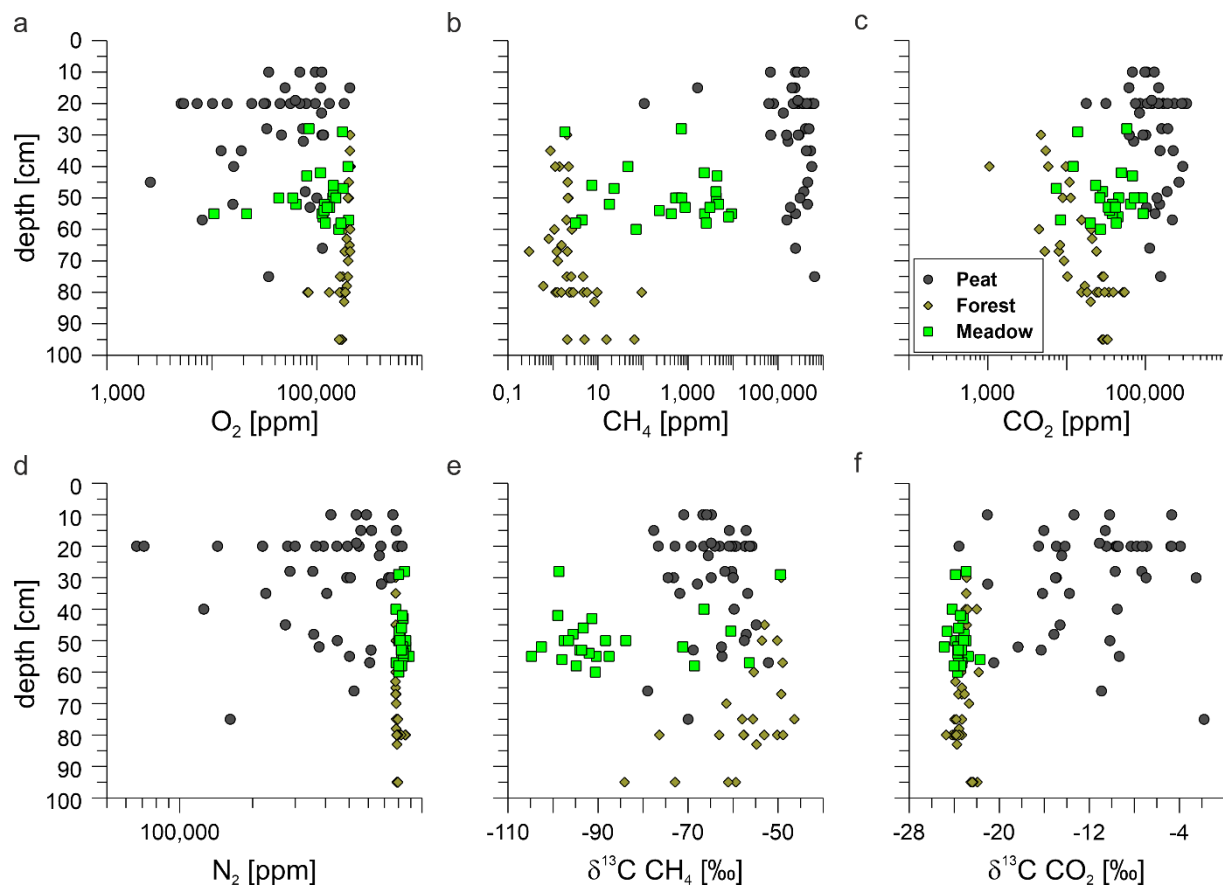 a
b
c
0
10
20
30
40
50
60
70
80
90
100
depth [cm]
1,000
100,000
O₂ [ppm]
0,1
10
1,000
100,000
CH₄ [ppm]
1,000
100,000
CO₂ [ppm]
Peat
Forest
Meadow
d
e
f
0
10
20
30
40
50
60
70
80
90
100
depth [cm]
100,000
N₂ [ppm]
-110
-90
-70
-50
δ¹³C CH₄ [‰]
-28
-20
-12
-4
δ¹³C CO₂ [‰]